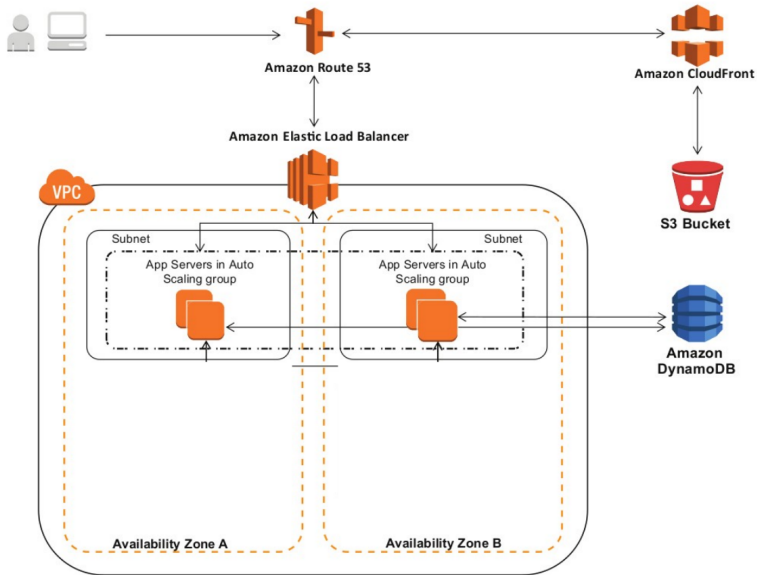 Amazon Route 53
Amazon CloudFront
Amazon Elastic Load Balancer
VPC
S3 Bucket
Subnet
Subnet
App Servers in Auto
Scaling group
App Servers in Auto
Scaling group
Amazon
DynamoDB
Availability Zone A
Availability Zone B